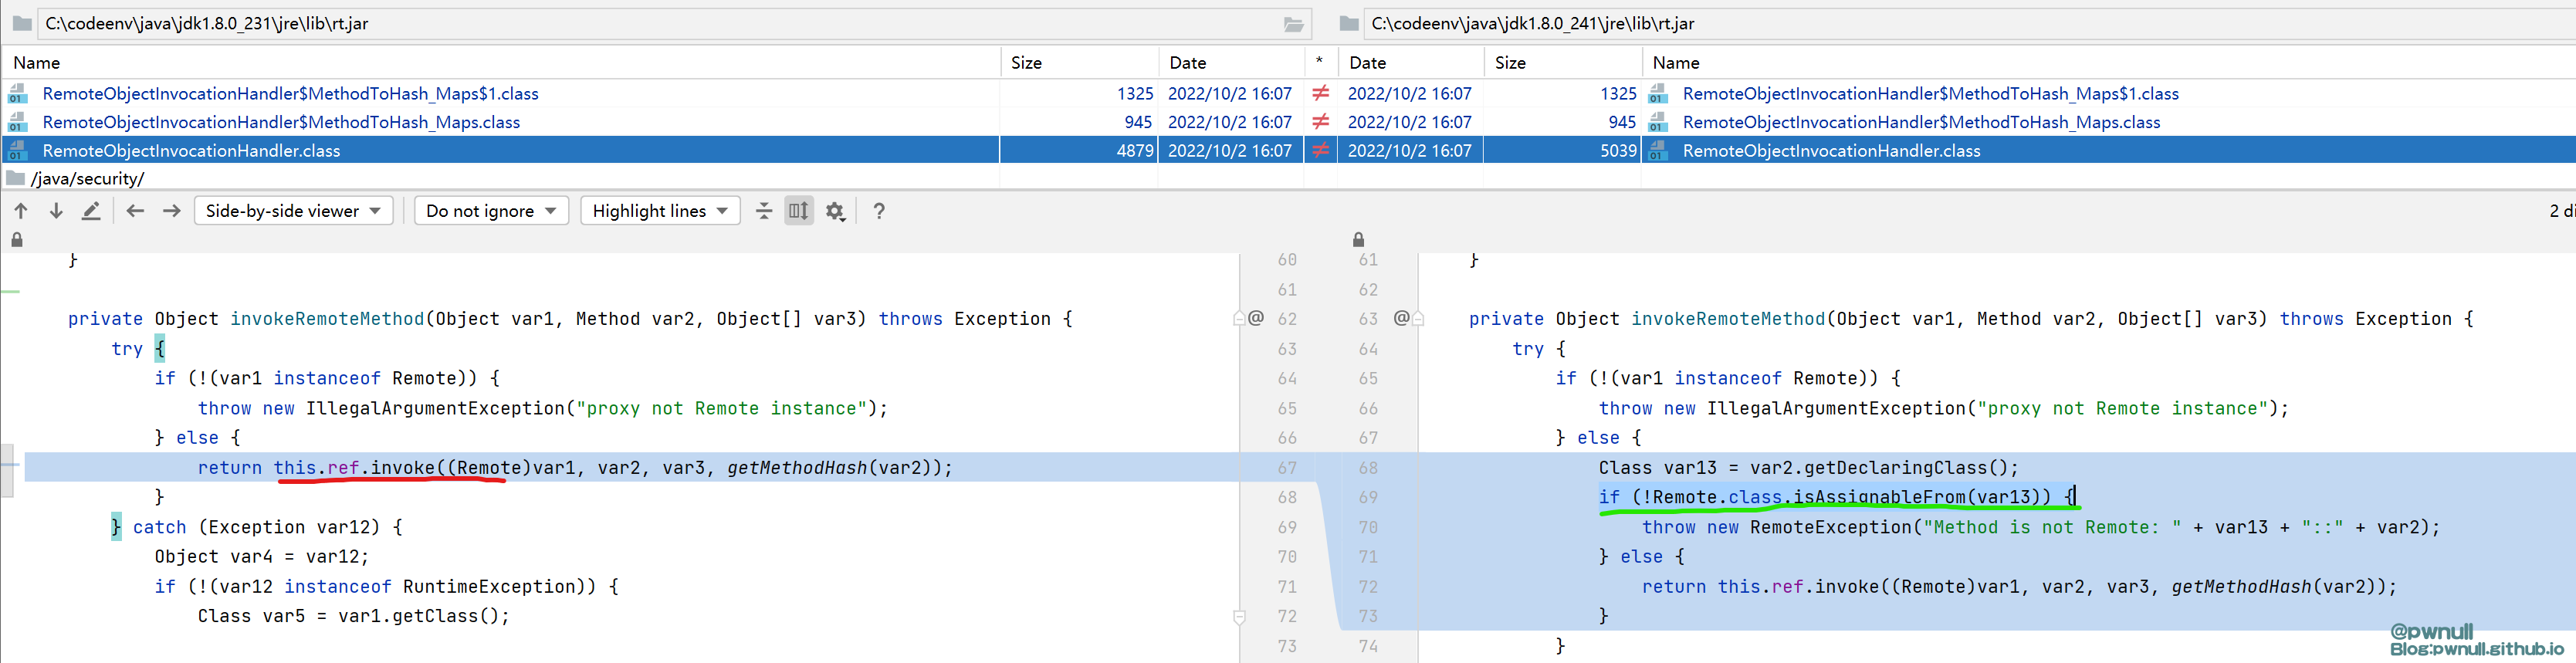 C:\codeenv\java\jdk1.8.0_231\jre\lib\rt.jar C:\codeenv\java\jdk1.8.0_241\jre\lib\rt.jar
Name Size Date * Date Size Name
01 RemoteObjectInvocationHandler$MethodToHash_Maps$1.class 1325 2022/10/2 16:07 ≠ 2022/10/2 16:07 1325 01 RemoteObjectInvocationHandler$MethodToHash_Maps$1.class
01 RemoteObjectInvocationHandler$MethodToHash_Maps.class 945 2022/10/2 16:07 ≠ 2022/10/2 16:07 945 01 RemoteObjectInvocationHandler$MethodToHash_Maps.class
01 RemoteObjectInvocationHandler.class 4879 2022/10/2 16:07 ≠ 2022/10/2 16:07 5039 01 RemoteObjectInvocationHandler.class
/java/security/
Side-by-side viewer Do not ignore Highlight lines ? 2 di
} 60 61 }
61 62
private Object invokeRemoteMethod(Object var1, Method var2, Object[] var3) throws Exception { @ 62 @ 63 private Object invokeRemoteMethod(Object var1, Method var2, Object[] var3) throws Exception {
try { 63 64 try {
if (!(var1 instanceof Remote)) { 64 65 if (!(var1 instanceof Remote)) {
throw new IllegalArgumentException("proxy not Remote instance"); 65 66 throw new IllegalArgumentException("proxy not Remote instance");
} else { 66 67 } else {
return this.ref.invoke((Remote)var1, var2, var3, getMethodHash(var2)); 67 68 Class var13 = var2.getDeclaringClass();
} 68 69 if (!Remote.class.isAssignableFrom(var13)) {
} catch (Exception var12) { 69 70 throw new RemoteException("Method is not Remote: " + var13 + "::" + var2);
Object var4 = var12; 70 71 } else {
if (!(var12 instanceof RuntimeException)) { 71 72 return this.ref.invoke((Remote)var1, var2, var3, getMethodHash(var2));
Class var5 = var1.getClass(); 72 73 }
73 74 }
@pwnull
Blog:pwnull.github.io